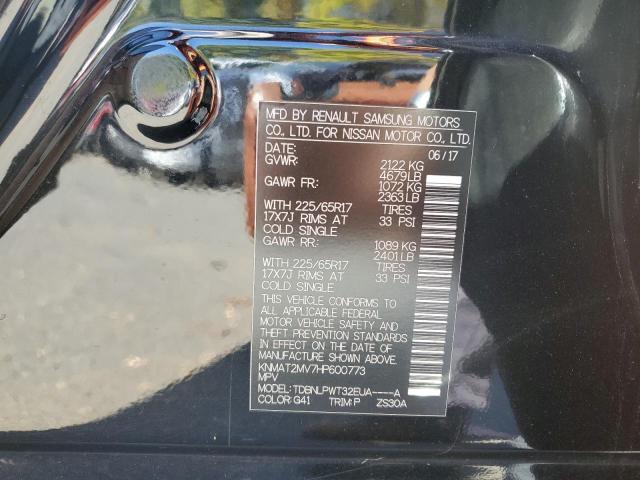 MFD BY RENAULT SAMSUNG MOTORS
CO., LTD. FOR NISSAN MOTOR CO., LTD.
DATE: 06/17
GVWR: 2122 KG
4679 LB
GAWR FR: 1072 KG
2363 LB
WITH 225/65R17 TIRES
17X7J RIMS AT 33 PSI
COLD SINGLE
GAWR RR: 1089 KG
2401 LB
WITH 225/65R17 TIRES
17X7J RIMS AT 33 PSI
COLD SINGLE
THIS VEHICLE CONFORMS TO
ALL APPLICABLE FEDERAL
MOTOR VEHICLE SAFETY AND
THEFT PREVENTION STANDARDS
IN EFFECT ON THE DATE OF
MANUFACTURE SHOWN ABOVE.
KNMAT2MV7HP600773
MPV
MODEL: TDBNLPWT32EUA----A
COLOR: G41 TRIM: P ZS30A